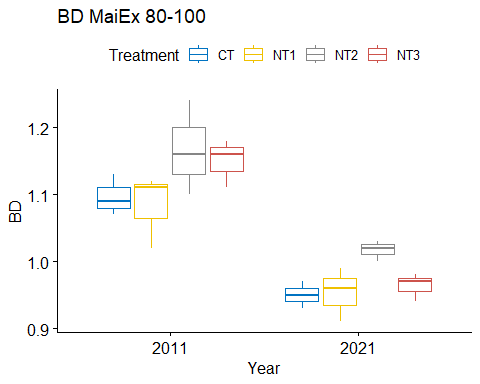 BD MaiEx 80-100
Treatment CT NT1 NT2 NT3
1.2
1.1
1.0
0.9
BD
2011 2021
Year